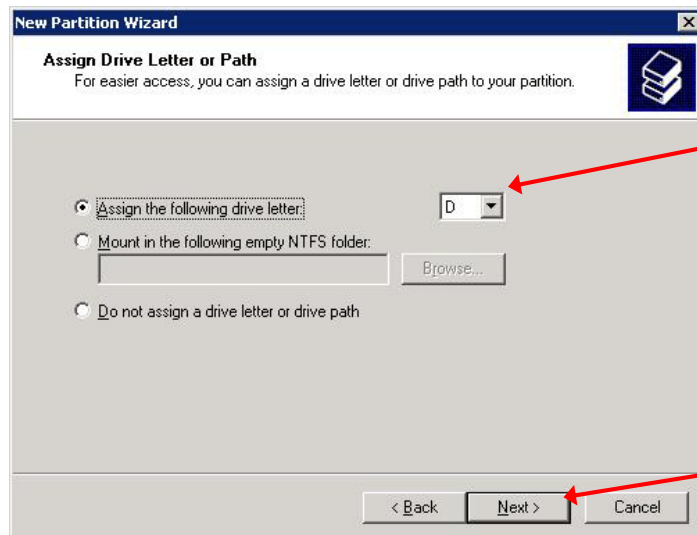 New Partition Wizard
Assign Drive Letter or Path
For easier access, you can assign a drive letter or drive path to your partition.
Assign the following drive letter: D
Mount in the following empty NTFS folder:
Browse...
Do not assign a drive letter or drive path
< Back Next > Cancel